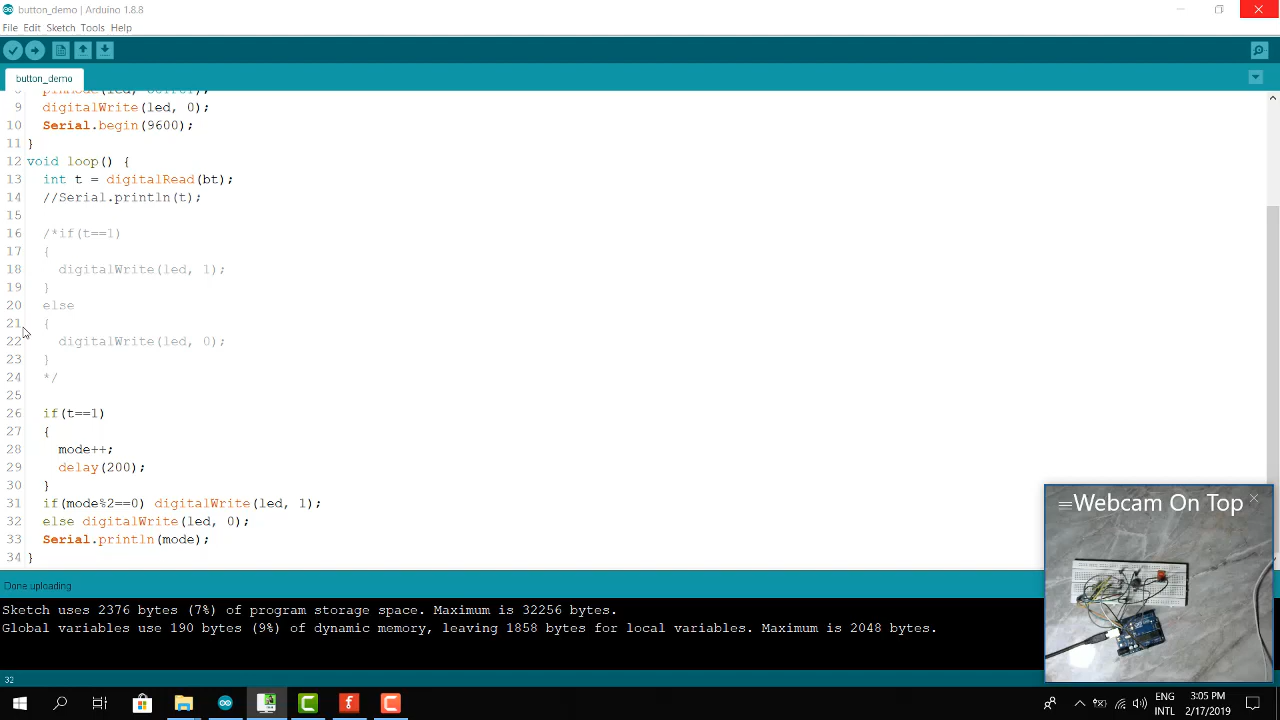 button_demo | Arduino 1.8.8
File Edit Sketch Tools Help
button_demo
9 digitalWrite(led, 0);
10 Serial.begin(9600);
11 }
12 void loop() {
13 int t = digitalRead(bt);
14 //Serial.println(t);
15
16 /*if(t==1)
17 {
18 digitalWrite(led, 1);
19 }
20 else
21 {
22 digitalWrite(led, 0);
23 }
24 */
25
26 if(t==1)
27 {
28 mode++;
29 delay(200);
30 }
31 if(mode%2==0) digitalWrite(led, 1);
32 else digitalWrite(led, 0);
33 Serial.println(mode);
34 }
Webcam On Top
Done uploading
Sketch uses 2376 bytes (7%) of program storage space. Maximum is 32256 bytes.
Global variables use 190 bytes (9%) of dynamic memory, leaving 1858 bytes for local variables. Maximum is 2048 bytes.
32
ENG
INTL
3:05 PM
2/17/2019